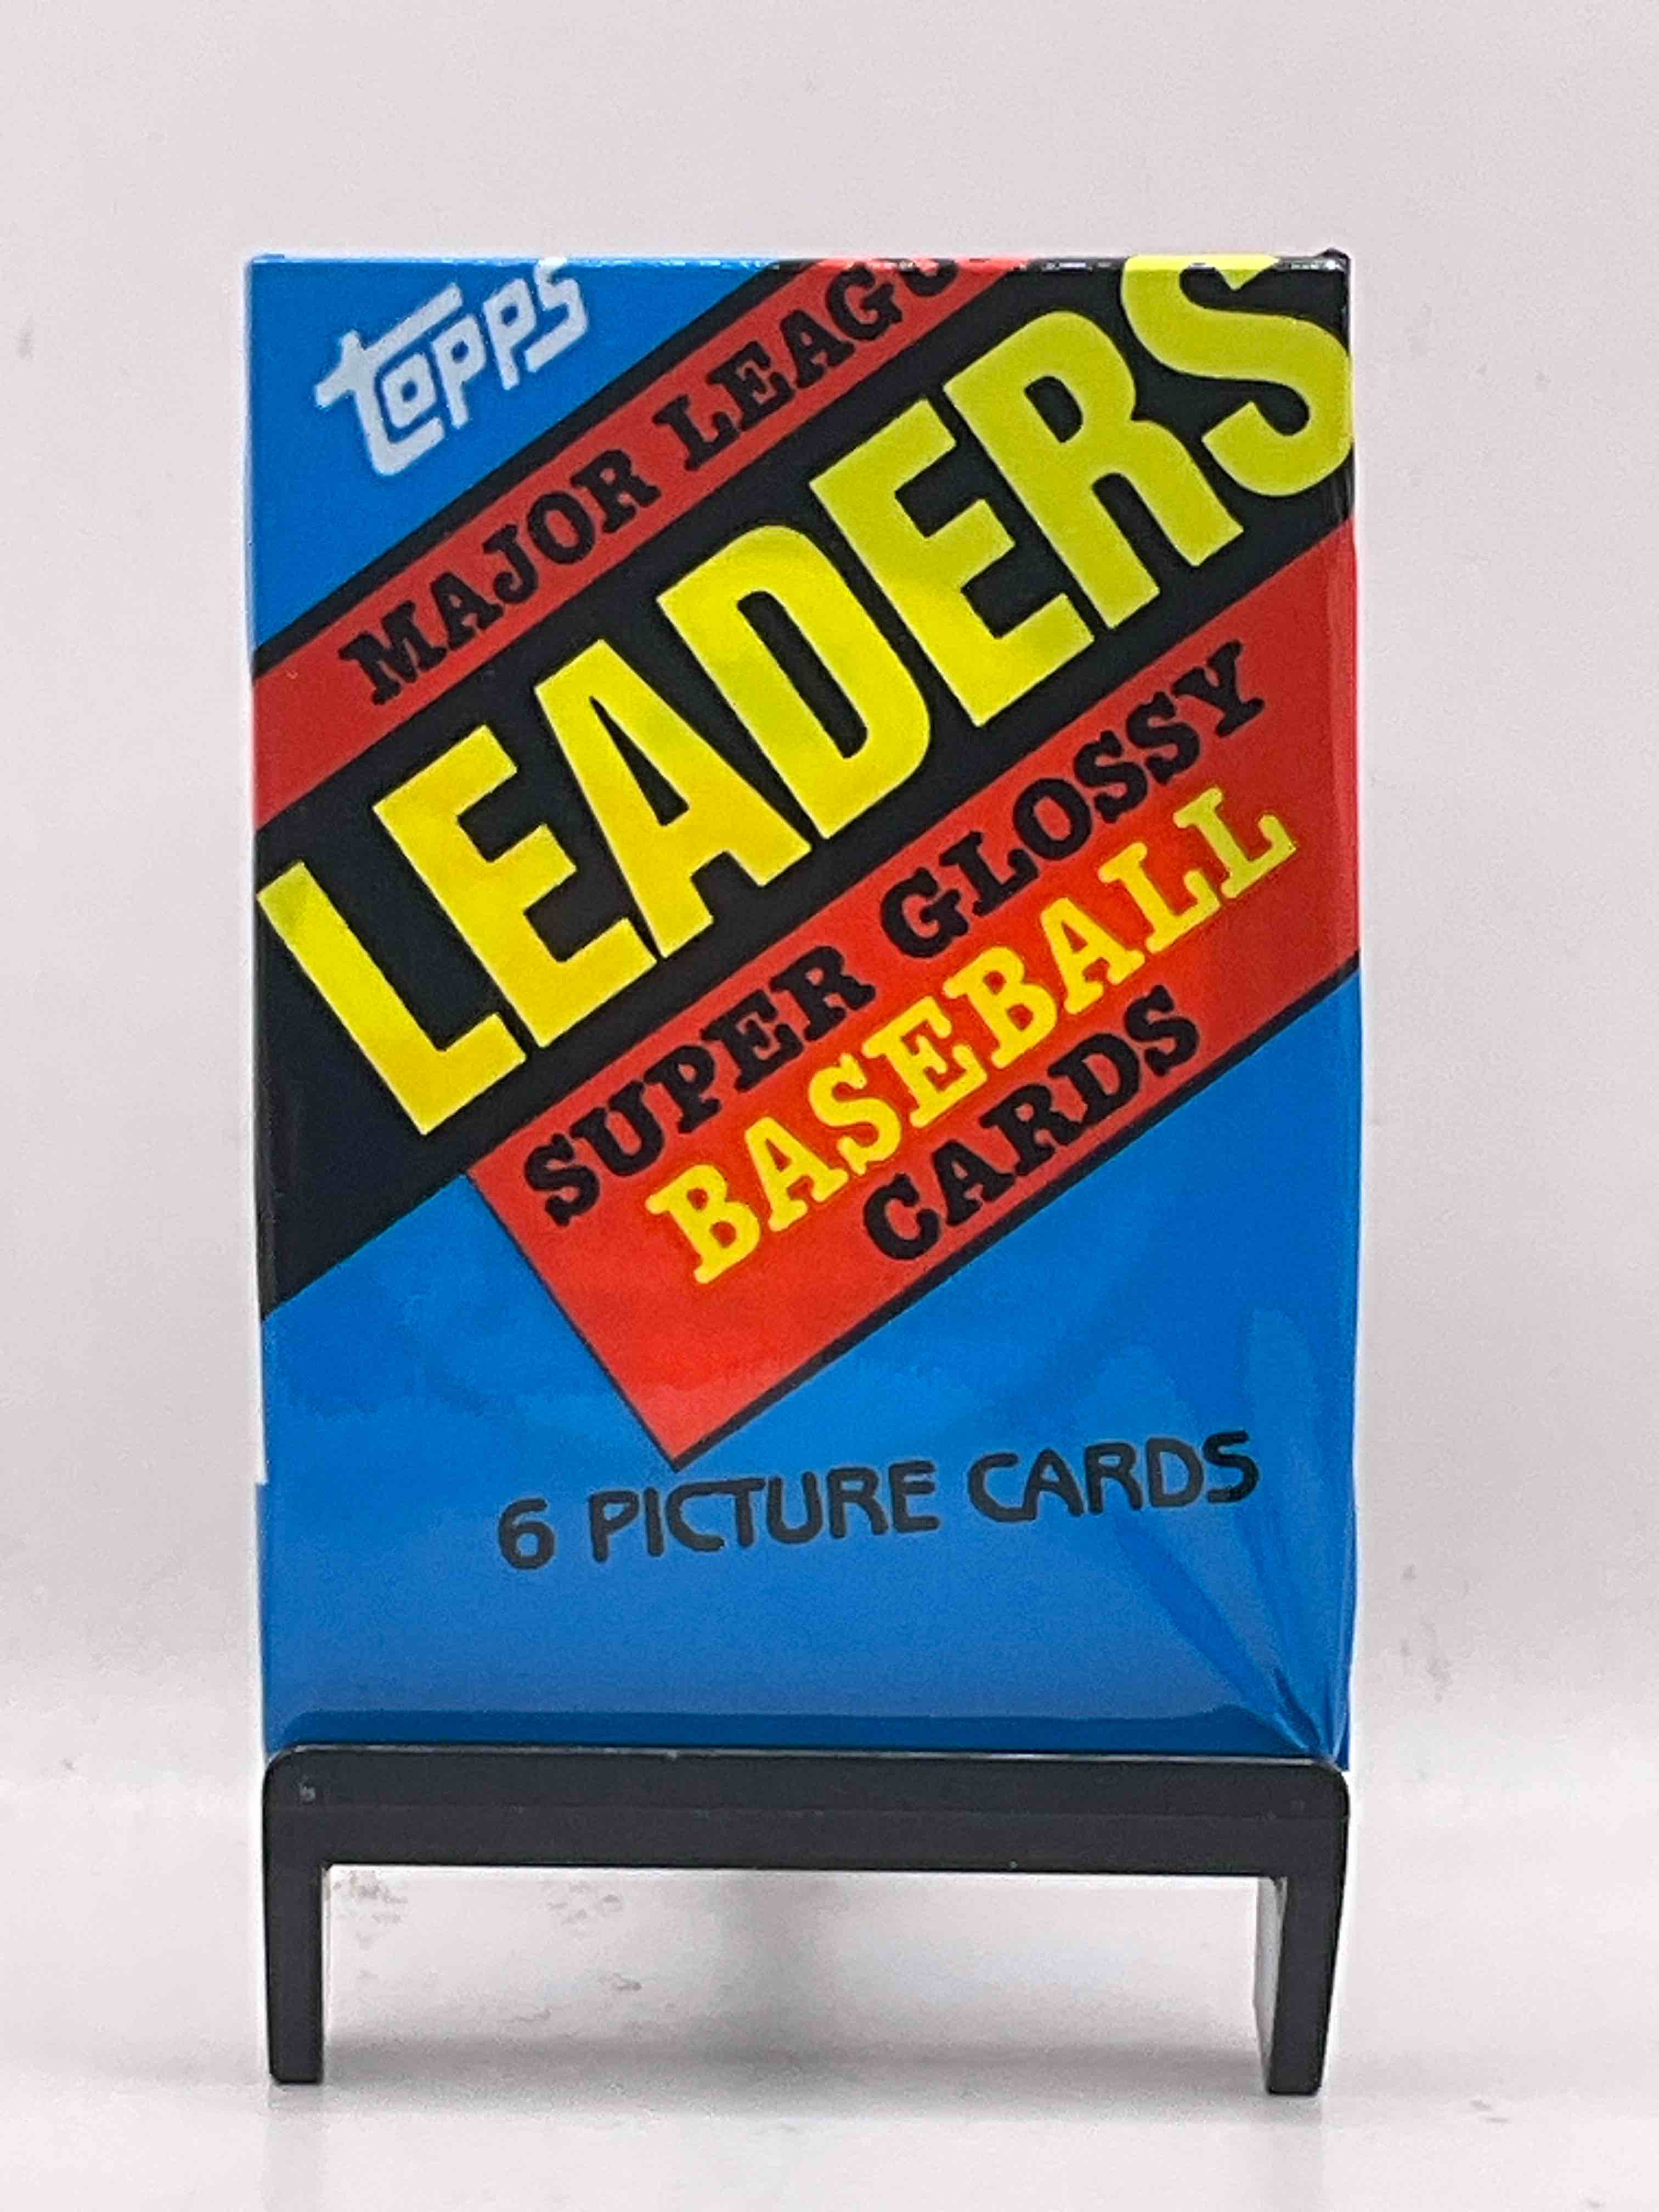 topps
MAJOR LEAGU
LEADERS
SUPER GLOSSY
BASEBALL
CARDS
6 PICTURE CARDS